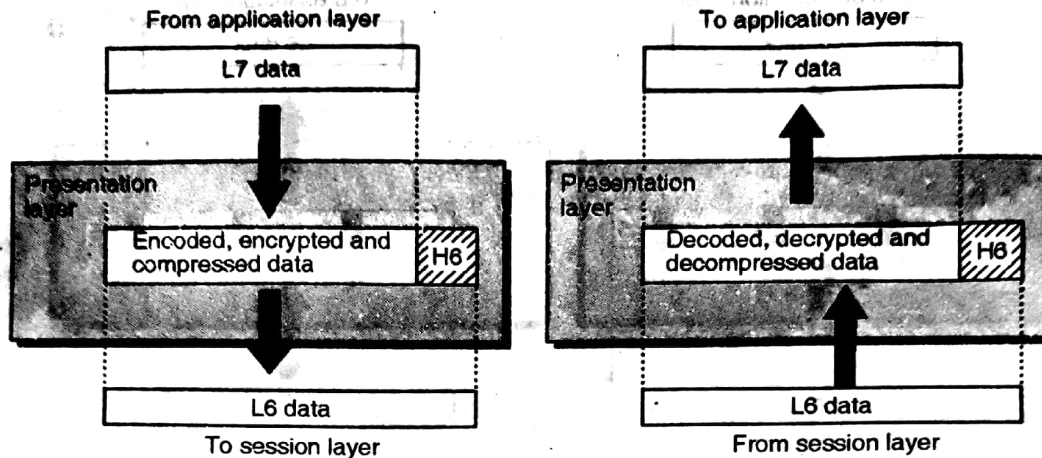 From application layer
L7 data
Presentation
layer
Encoded, encrypted and
compressed data
H6
L6 data
To session layer
To application layer
L7 data
Presentation
layer
Decoded, decrypted and
decompressed data
H6
L6 data
From session layer